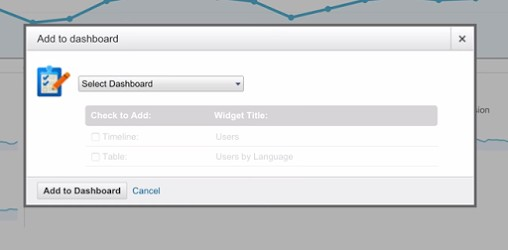 Add to dashboard
Select Dashboard
Check to Add: Widget Title:
Timeline: Users
Table: Users by Language
Add to Dashboard Cancel